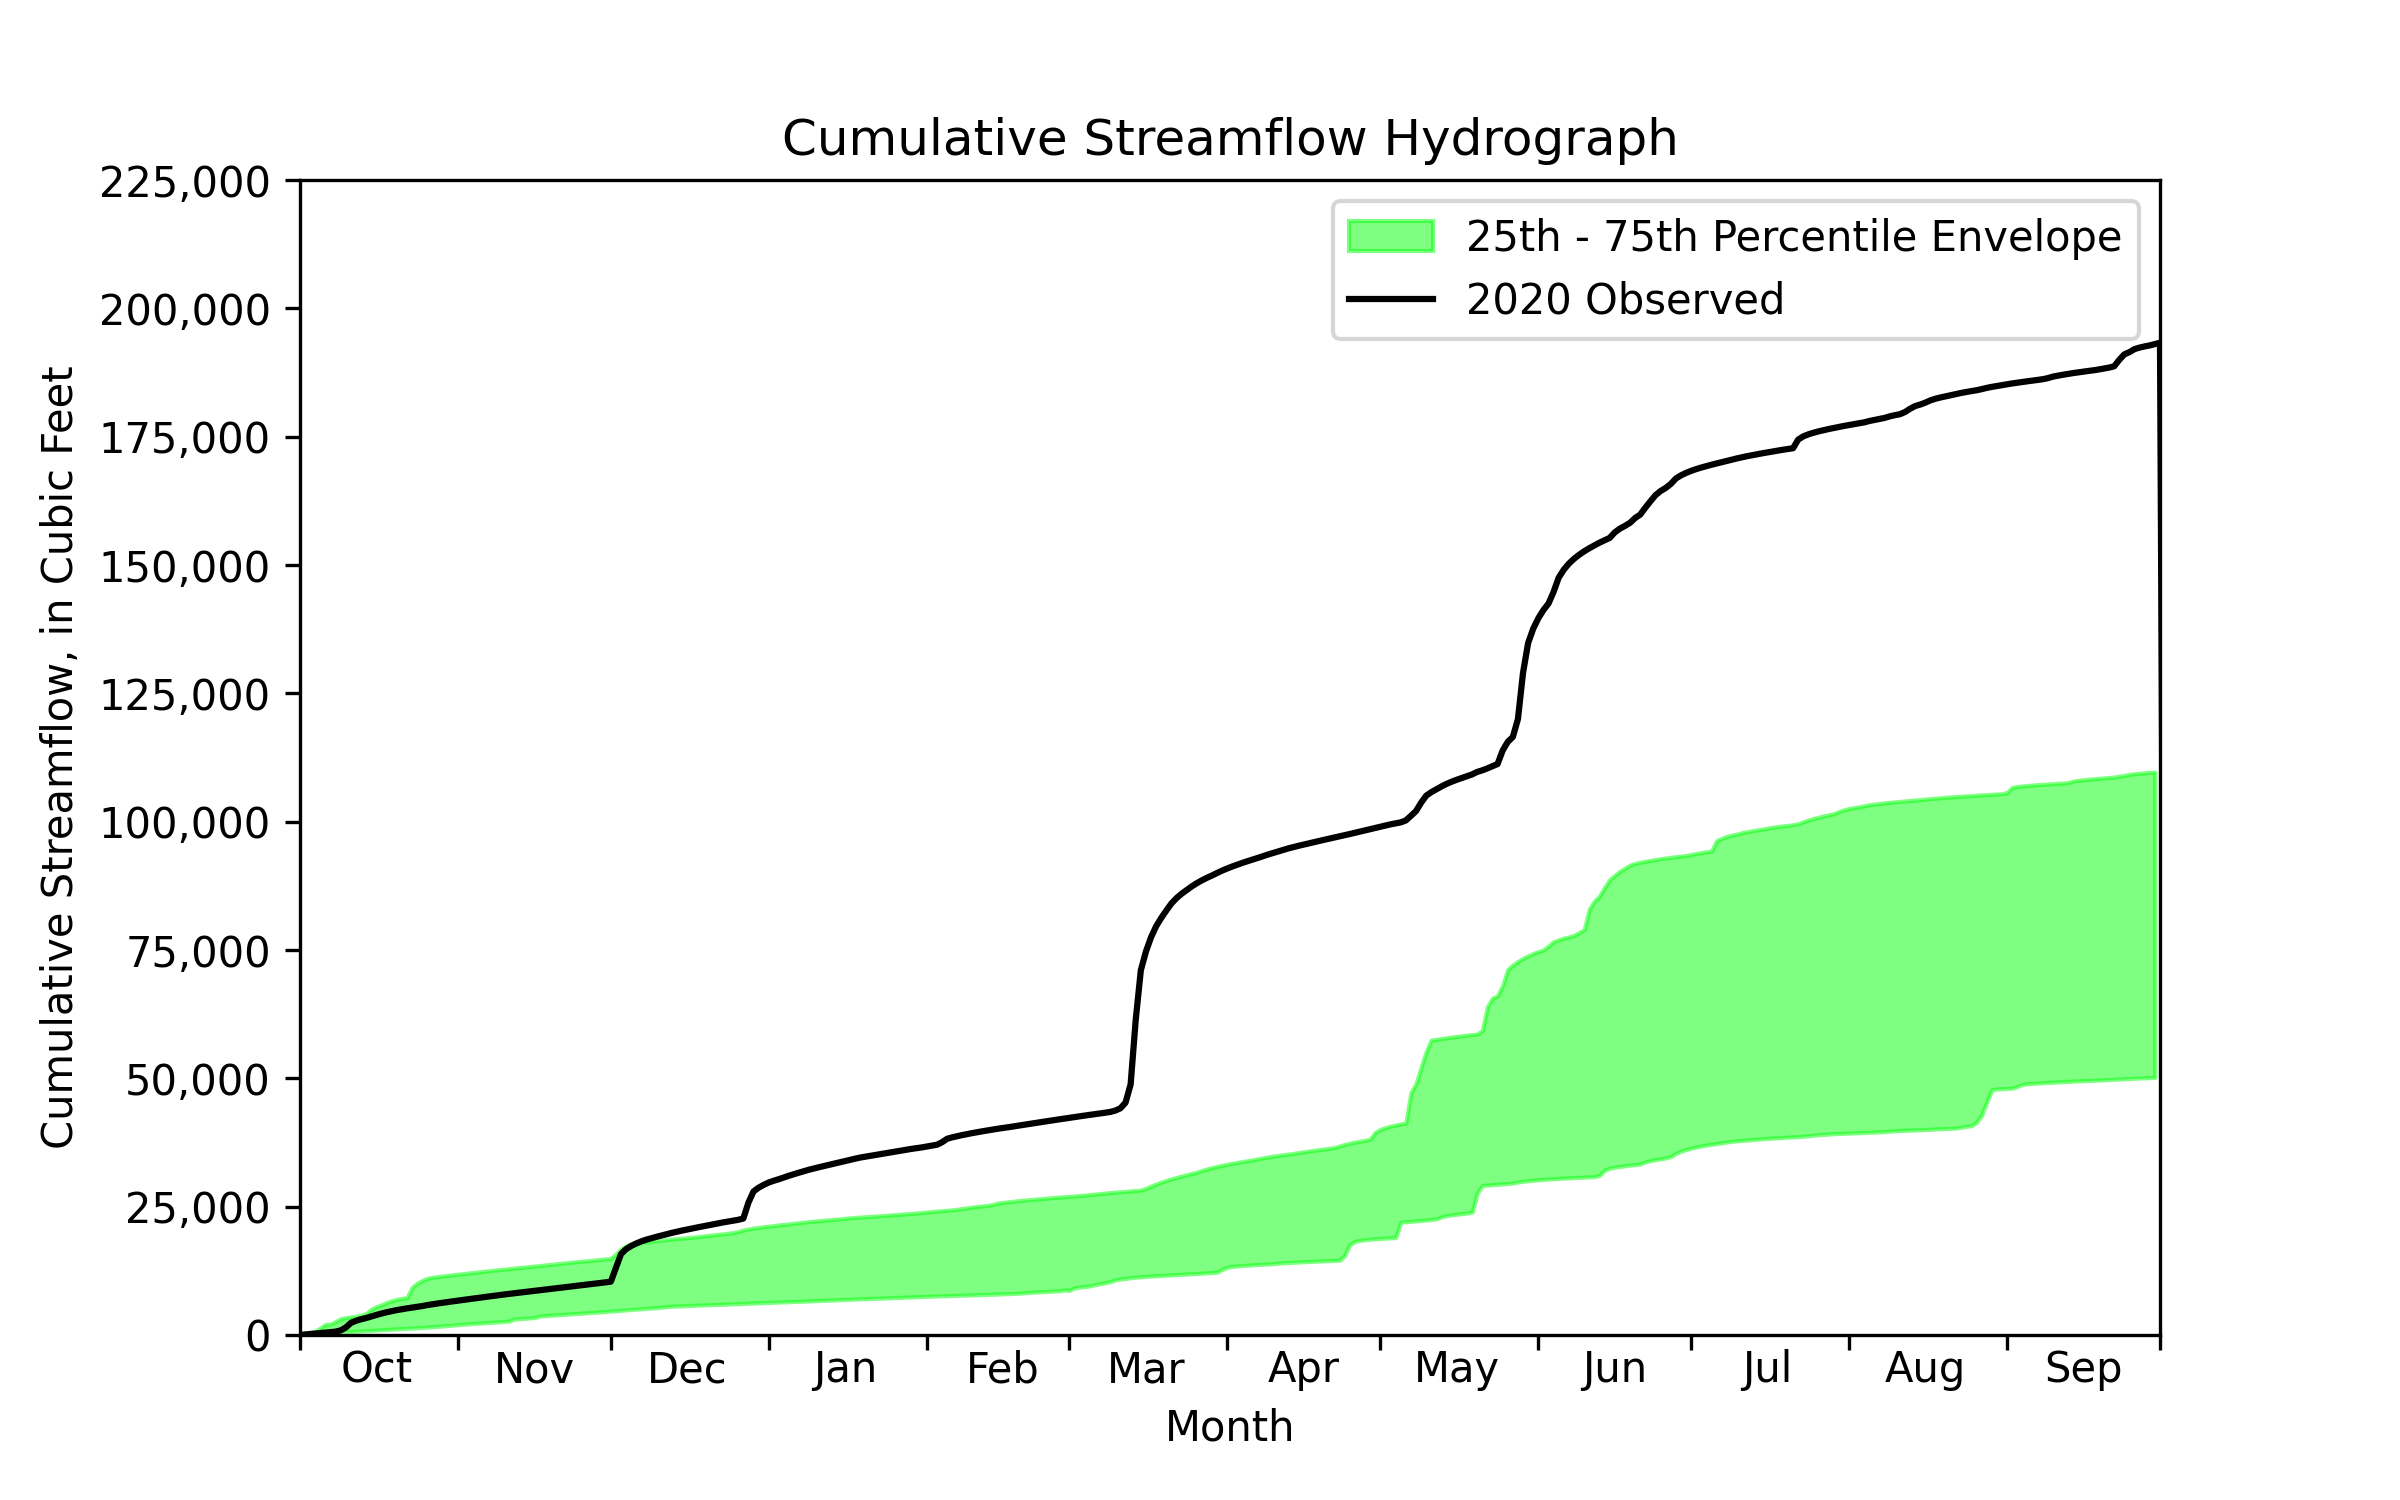 Cumulative Streamflow Hydrograph
225,000
200,000
175,000
150,000
125,000
100,000
75,000
50,000
25,000
0
Cumulative Streamflow, in Cubic Feet
25th - 75th Percentile Envelope
2020 Observed
Oct Nov Dec Jan Feb Mar Apr May Jun Jul Aug Sep
Month